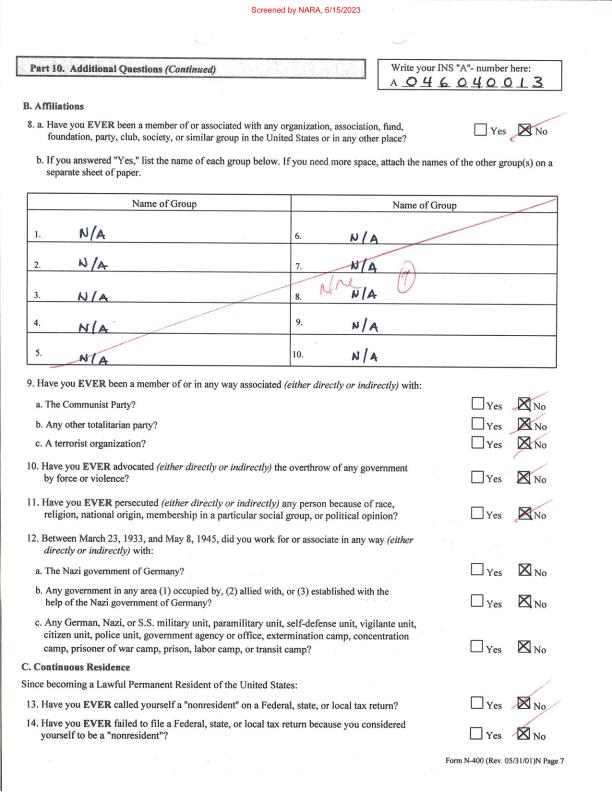 Screened by NARA, 6/15/2023
Part 10. Additional Questions (Continued)
Write your INS "A"- number here:
A 046040013
B. Affiliations
8. a. Have you EVER been a member of or associated with any organization, association, fund,
foundation, party, club, society, or similar group in the United States or in any other place?
Yes No
b. If you answered "Yes," list the name of each group below. If you need more space, attach the names of the other group(s) on a
separate sheet of paper.
Name of Group Name of Group
1. N/A 6. N/A
2. N/A 7. N/A
None
3. N/A 8. N/A
4. N/A 9. N/A
5. N/A 10. N/A
9. Have you EVER been a member of or in any way associated (either directly or indirectly) with:
a. The Communist Party? Yes No
b. Any other totalitarian party? Yes No
c. A terrorist organization? Yes No
10. Have you EVER advocated (either directly or indirectly) the overthrow of any government
by force or violence? Yes No
11. Have you EVER persecuted (either directly or indirectly) any person because of race,
religion, national origin, membership in a particular social group, or political opinion? Yes No
12. Between March 23, 1933, and May 8, 1945, did you work for or associate in any way (either
directly or indirectly) with:
a. The Nazi government of Germany? Yes No
b. Any government in any area (1) occupied by, (2) allied with, or (3) established with the
help of the Nazi government of Germany? Yes No
c. Any German, Nazi, or S.S. military unit, paramilitary unit, self-defense unit, vigilante unit,
citizen unit, police unit, government agency or office, extermination camp, concentration
camp, prisoner of war camp, prison, labor camp, or transit camp? Yes No
C. Continuous Residence
Since becoming a Lawful Permanent Resident of the United States:
13. Have you EVER called yourself a "nonresident" on a Federal, state, or local tax return? Yes No
14. Have you EVER failed to file a Federal, state, or local tax return because you considered
yourself to be a "nonresident"? Yes No
Form N-400 (Rev. 05/31/01)N Page 7